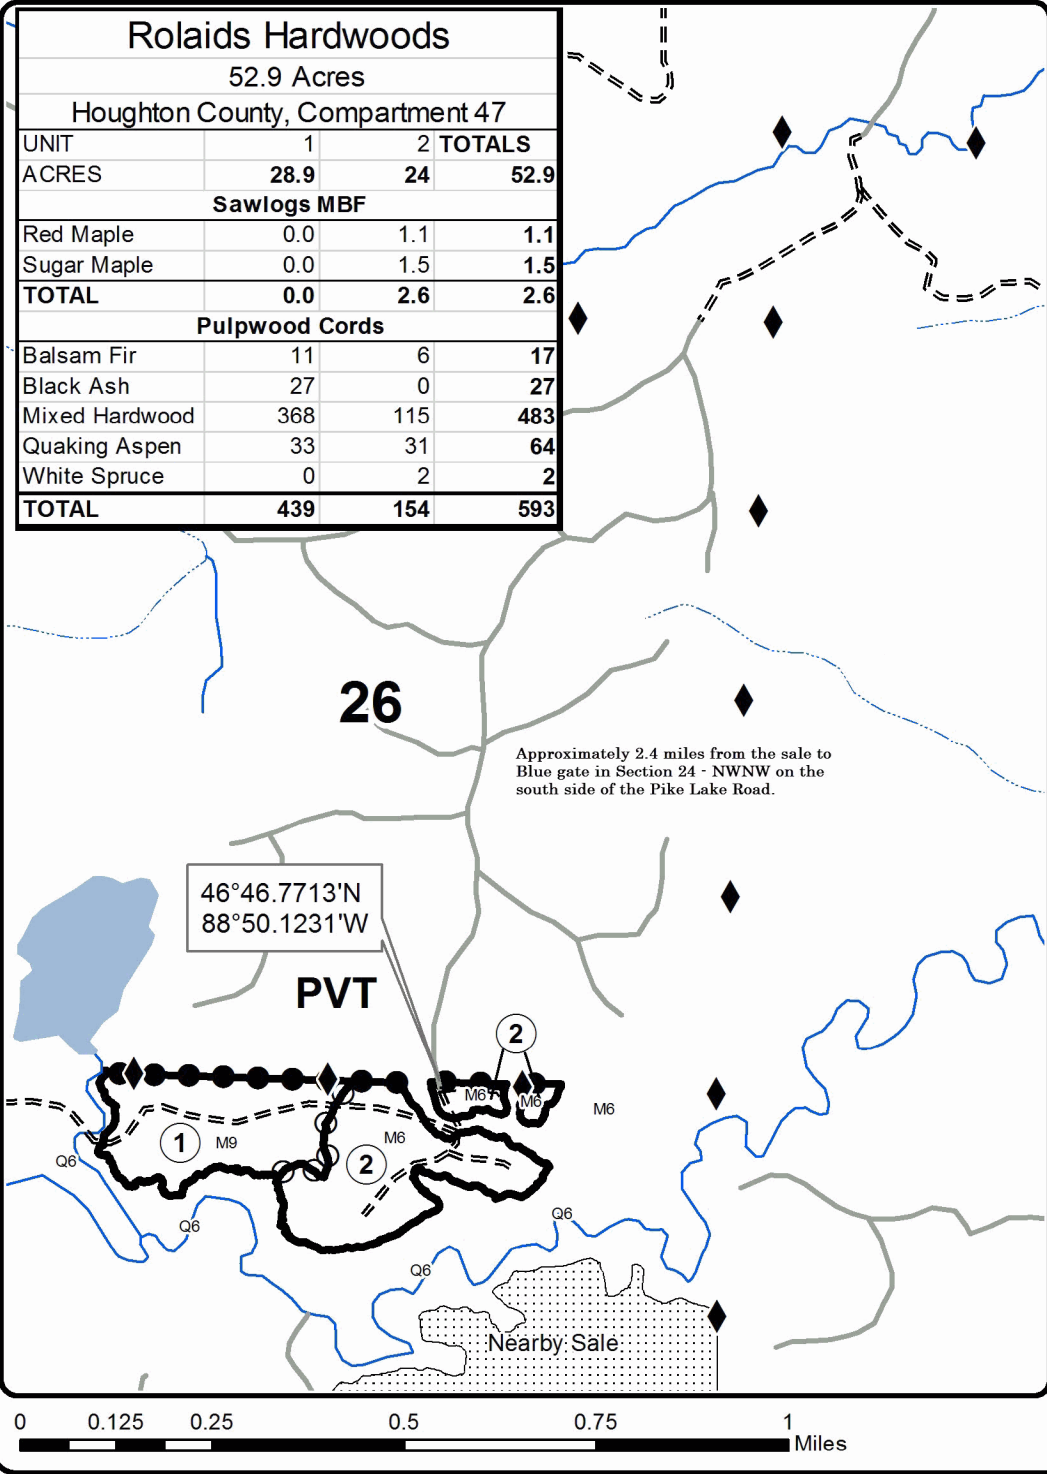 Rolaids Hardwoods
52.9 Acres
Houghton County, Compartment 47
UNIT 1 2 TOTALS
ACRES 28.9 24 52.9
Sawlogs MBF
Red Maple 0.0 1.1 1.1
Sugar Maple 0.0 1.5 1.5
TOTAL 0.0 2.6 2.6
Pulpwood Cords
Balsam Fir 11 6 17
Black Ash 27 0 27
Mixed Hardwood 368 115 483
Quaking Aspen 33 31 64
White Spruce 0 2 2
TOTAL 439 154 593
26
Approximately 2.4 miles from the sale to
Blue gate in Section 24 - NWNW on the
south side of the Pike Lake Road.
46°46.7713'N
88°50.1231'W
PVT
2
M6
M6
M6
1
M9
M6
2
Q6
Q6
Q6
Q6
Nearby Sale
0 0.125 0.25 0.5 0.75 1
Miles